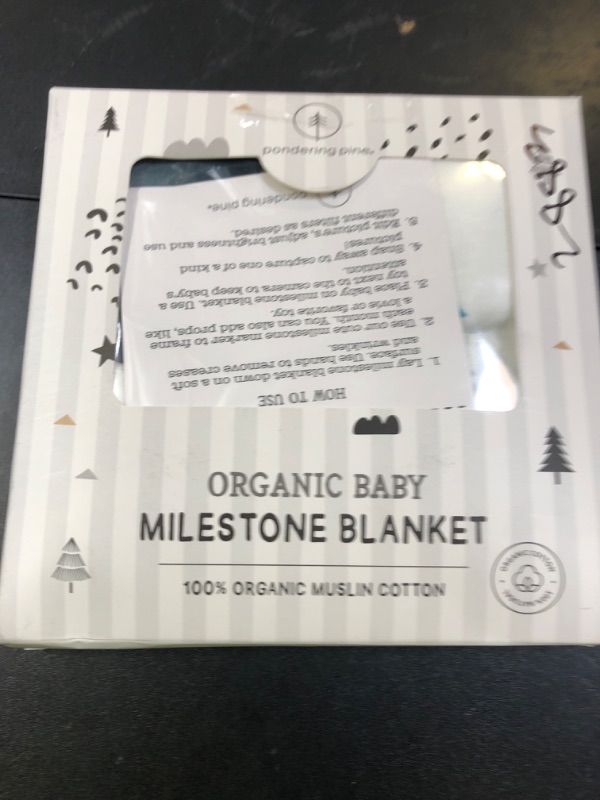 pondering pine
pondering pine
HOW TO USE
1. Lay milestone blanket down on a soft
surface. Use hands to remove creases
and wrinkles.
2. Use our cute milestone marker to frame
each month. You can also add props, like
a lovie or favorite toy.
3. Place baby on milestone blanket. Use a
toy next to the camera to keep baby's
attention.
4. Snap away to capture one of a kind
pictures!
5. Edit picture's, adjust brightness and use
different filters as desired.
ORGANIC BABY
MILESTONE BLANKET
100% ORGANIC MUSLIN COTTON